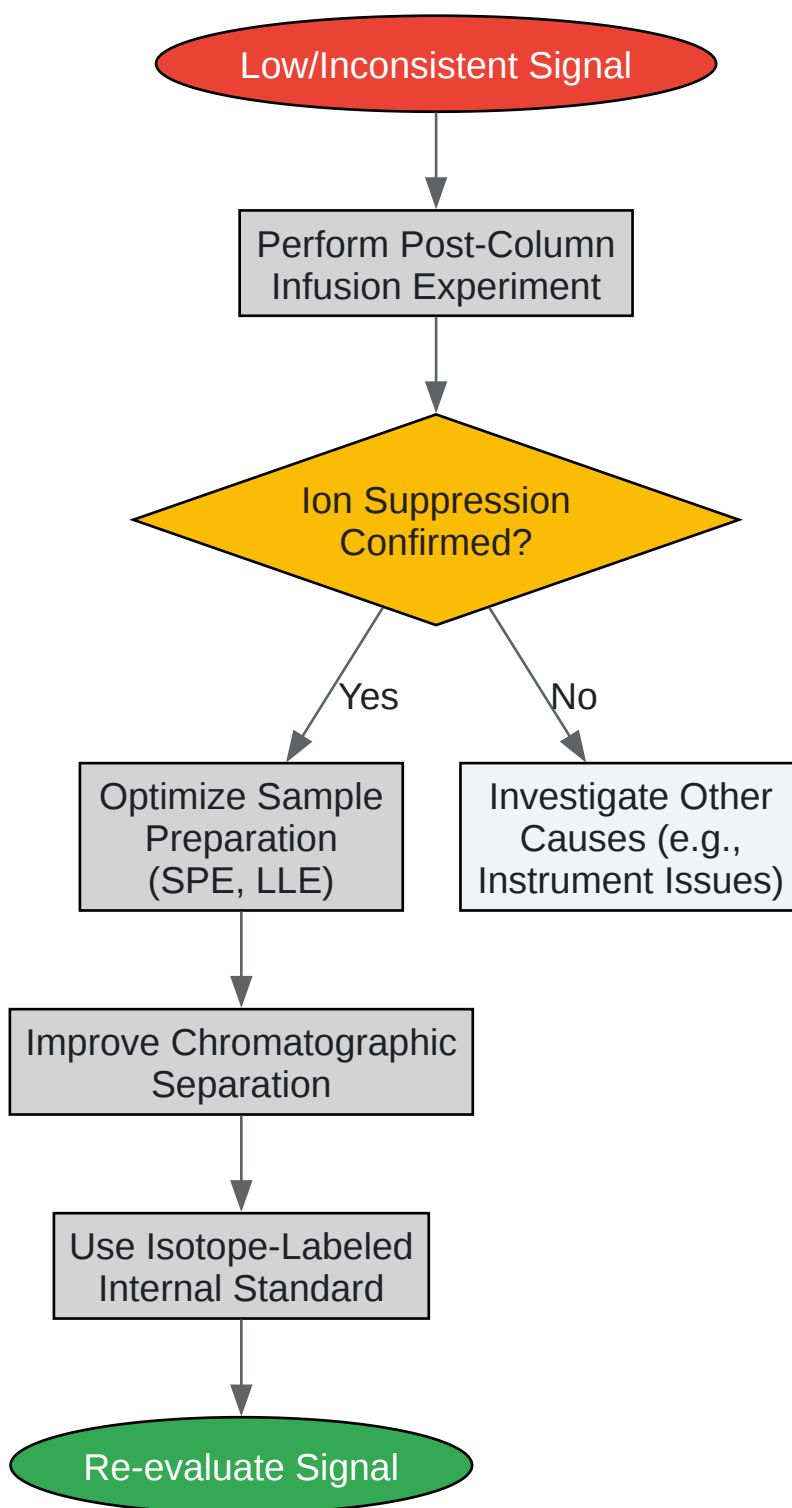 Low/Inconsistent Signal
Perform Post-Column
Infusion Experiment
Ion Suppression
Confirmed?
Yes
No
Optimize Sample
Preparation
(SPE, LLE)
Investigate Other
Causes (e.g.,
Instrument Issues)
Improve Chromatographic
Separation
Use Isotope-Labeled
Internal Standard
Re-evaluate Signal